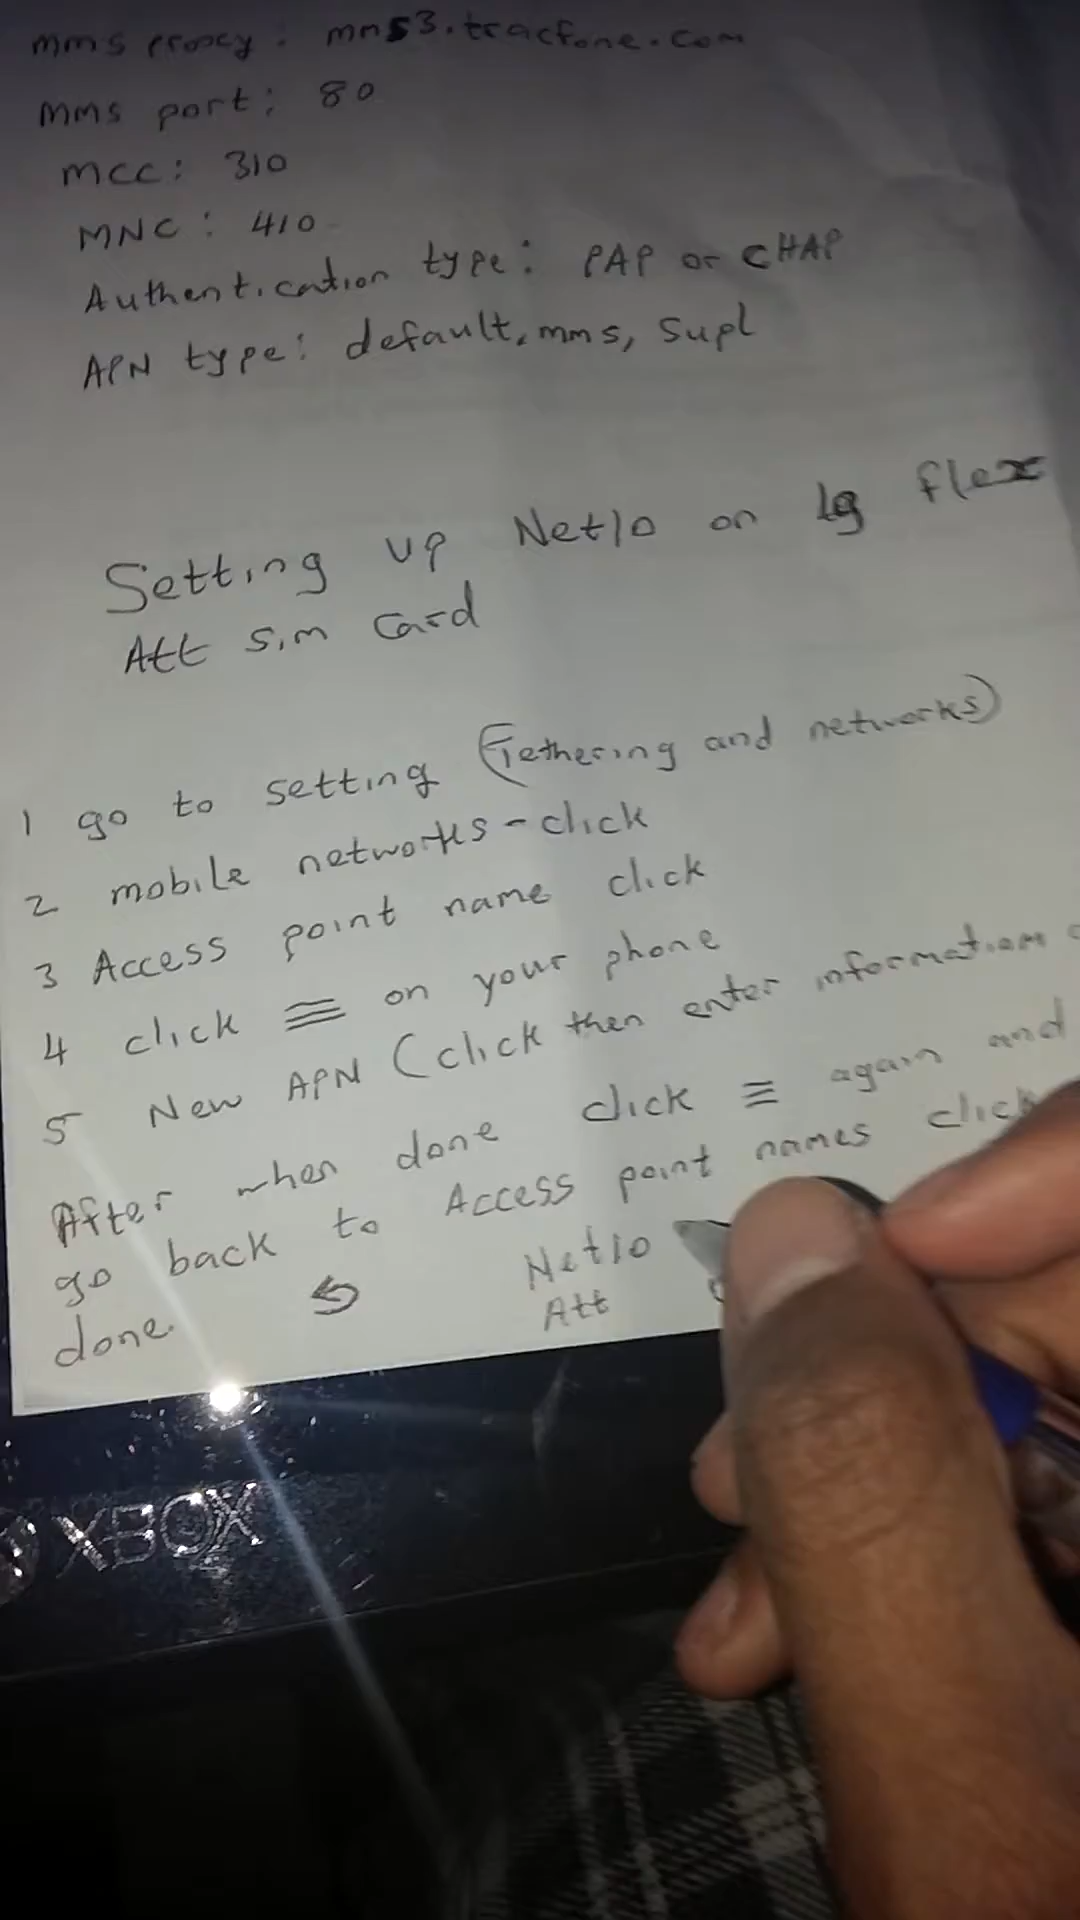 mms proxy: mms3.tracfone.com
mms port: 80
MCC: 310
MNC: 410
Authentication type: PAP or CHAP
APN type: default, mms, supl
Setting up Net10 on lg flex
Att sim card
1 go to setting (Tethering and networks)
2 mobile networks - click
3 Access point name click
4 click ≡ on your phone
5 New APN (click then enter information
After when done click ≡ again and
go back to Access point names click
done.
5 Net10
Att
XBOX